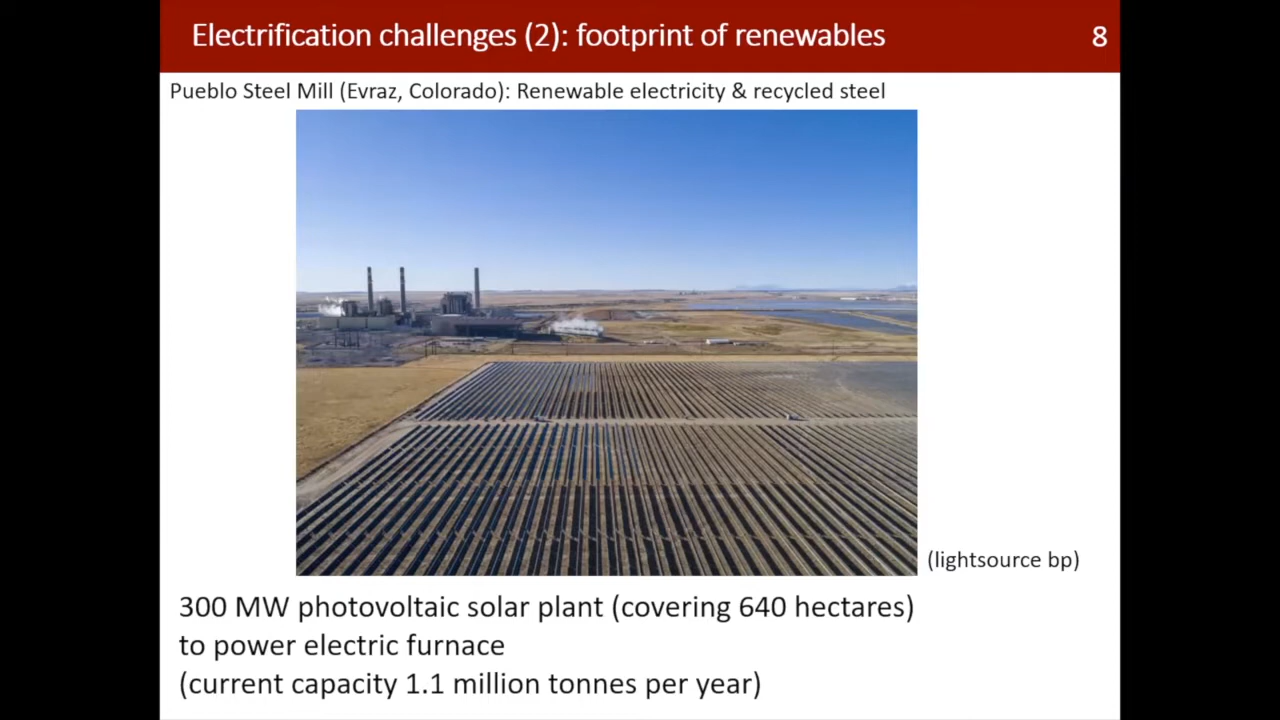 Electrification challenges (2): footprint of renewables
8
Pueblo Steel Mill (Evraz, Colorado): Renewable electricity & recycled steel
(lightsource bp)
300 MW photovoltaic solar plant (covering 640 hectares)
to power electric furnace
(current capacity 1.1 million tonnes per year)